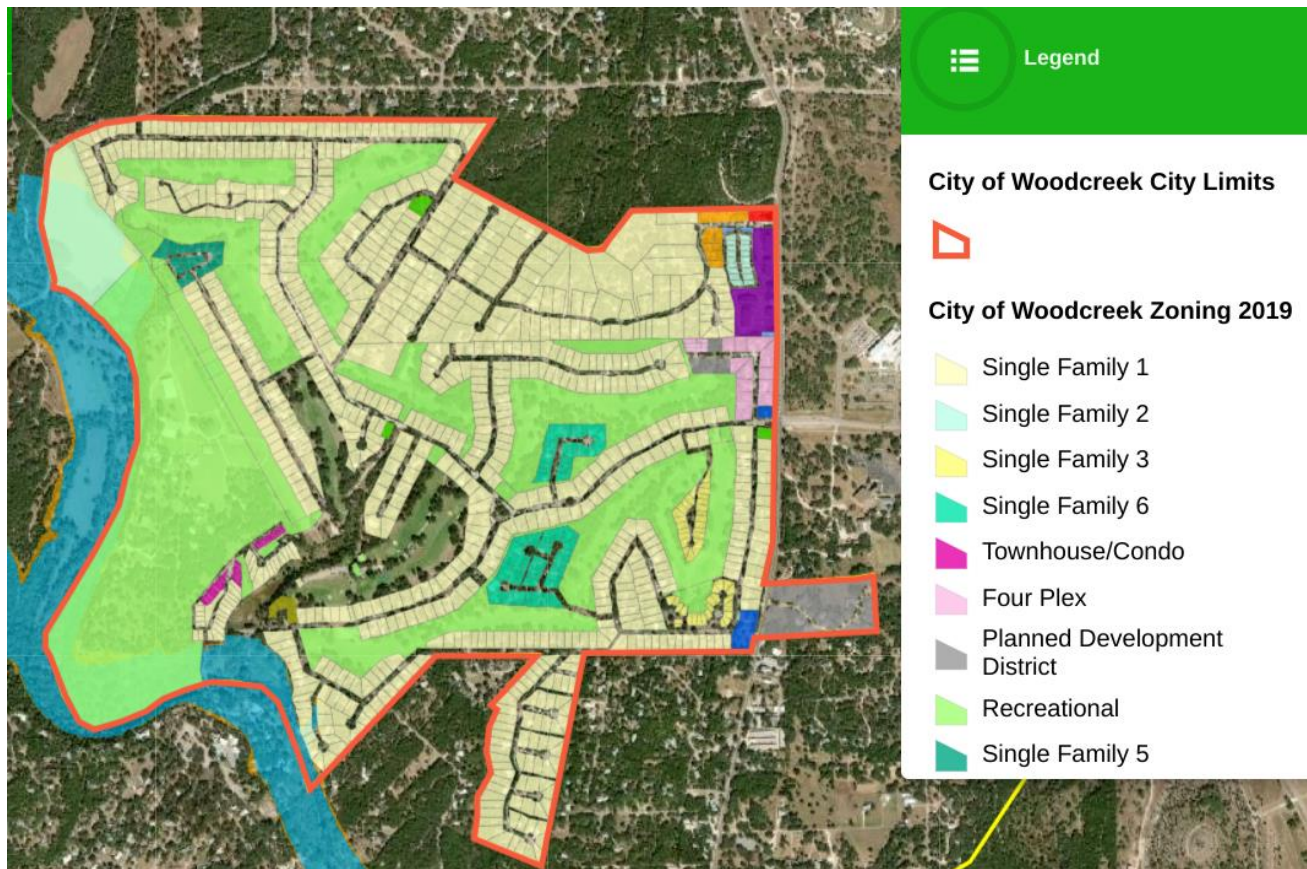 Legend
City of Woodcreek City Limits
City of Woodcreek Zoning 2019
Single Family 1
Single Family 2
Single Family 3
Single Family 6
Townhouse/Condo
Four Plex
Planned Development
District
Recreational
Single Family 5